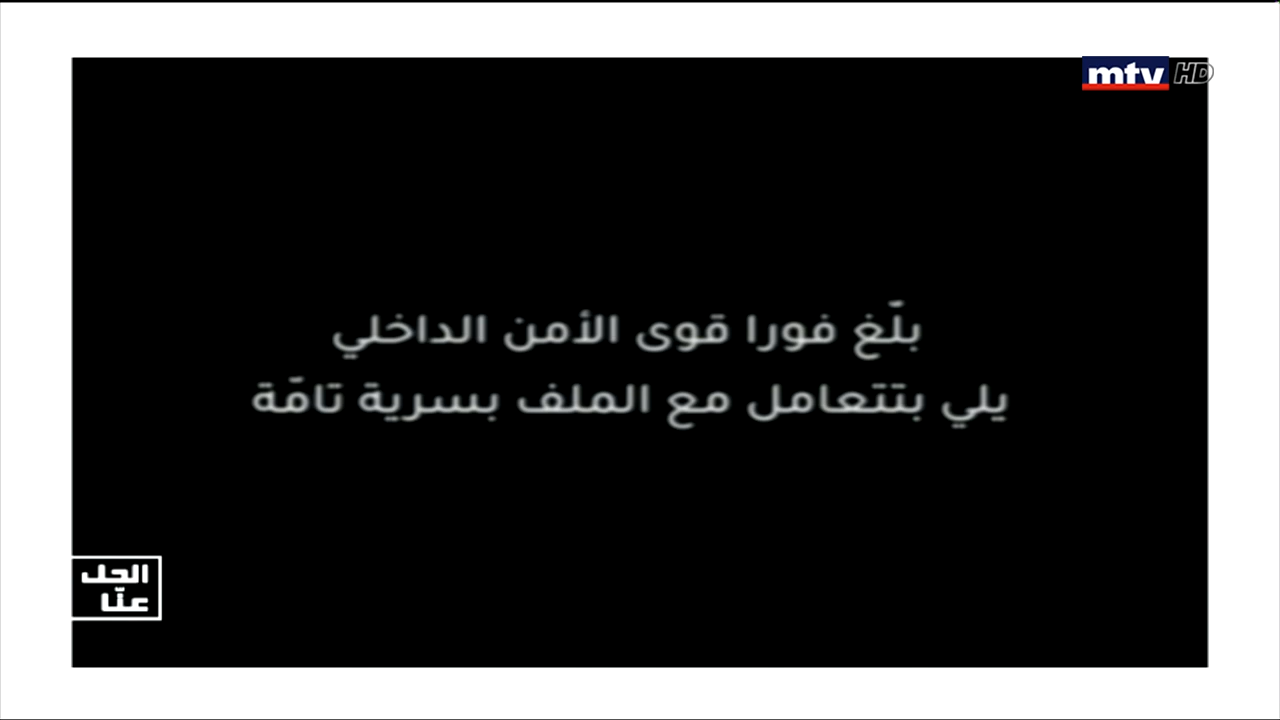 mtv HD
بلّغ فورا قوى الأمن الداخلي
يلي بتتعامل مع الملف بسرية تامّة
الحل
عنّا